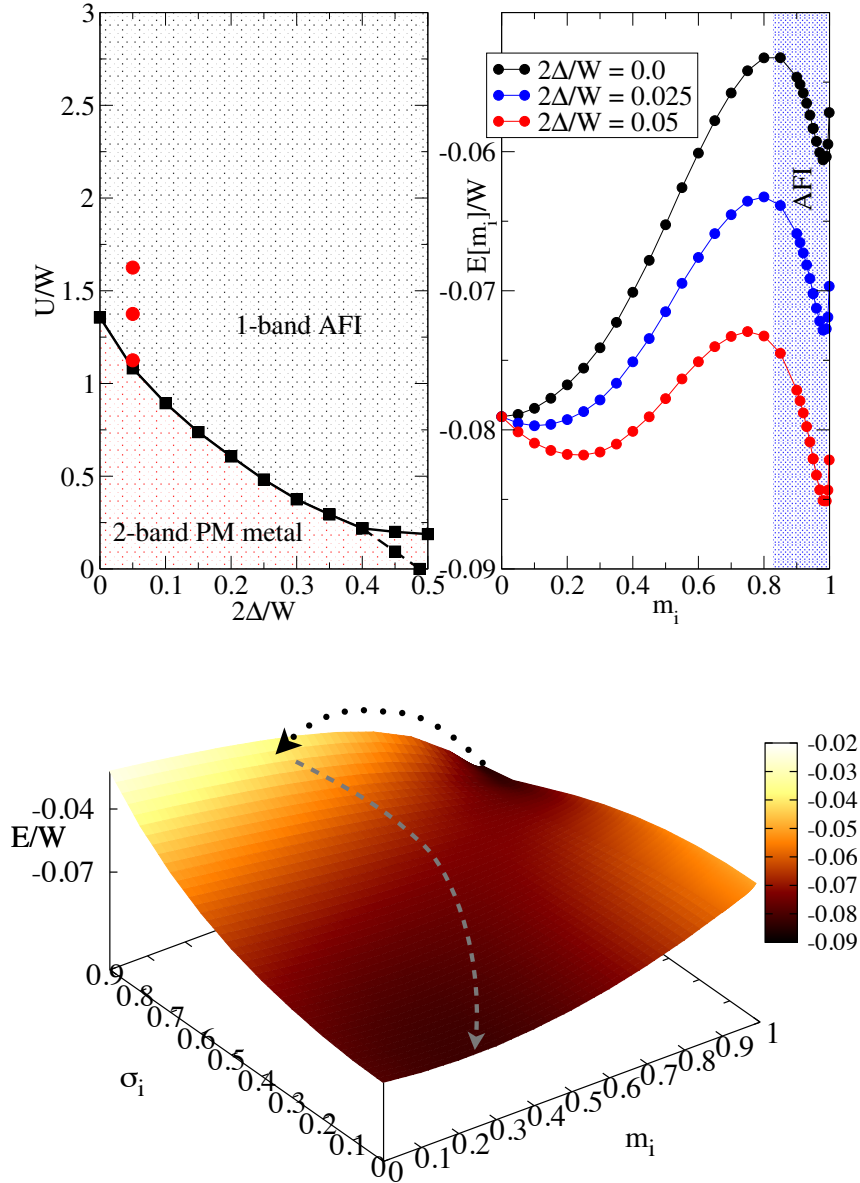 3
2.5
2
1.5
1
0.5
0
U/W
1-band AFI
2-band PM metal
0 0.1 0.2 0.3 0.4 0.5
2Δ/W
2Δ/W = 0.0
2Δ/W = 0.025
2Δ/W = 0.05
-0.06
-0.07
-0.08
-0.09
E[m_i]/W
AFI
0 0.2 0.4 0.6 0.8 1
m_i
-0.04
E/W
-0.07
0.9
0.8
0.7
0.6
0.5
0.4
0.3
0.2
0.1
0
σ_i
0
0.1
0.2
0.3
0.4
0.5
0.6
0.7
0.8
0.9
1
m_i
-0.02
-0.03
-0.04
-0.05
-0.06
-0.07
-0.08
-0.09